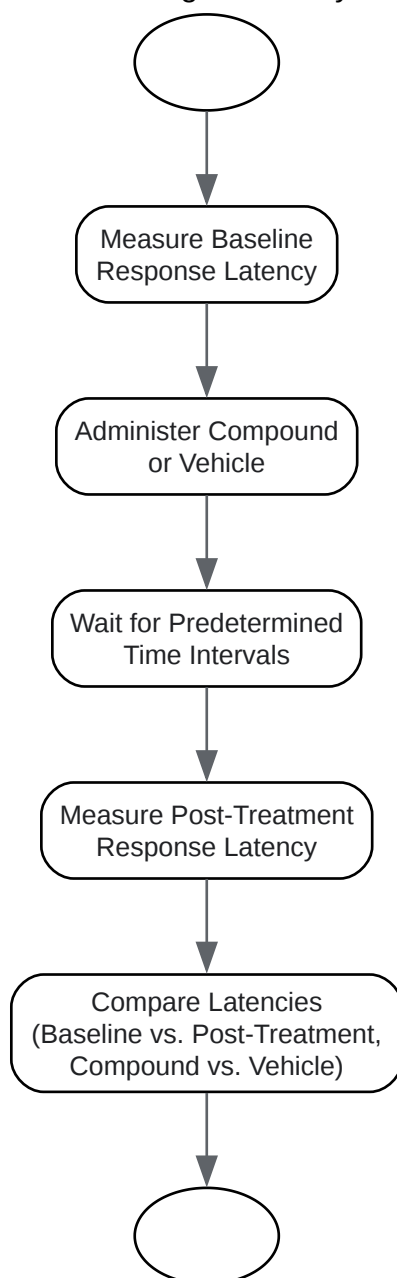 Measure Baseline
Response Latency
Administer Compound
or Vehicle
Wait for Predetermined
Time Intervals
Measure Post-Treatment
Response Latency
Compare Latencies
(Baseline vs. Post-Treatment,
Compound vs. Vehicle)